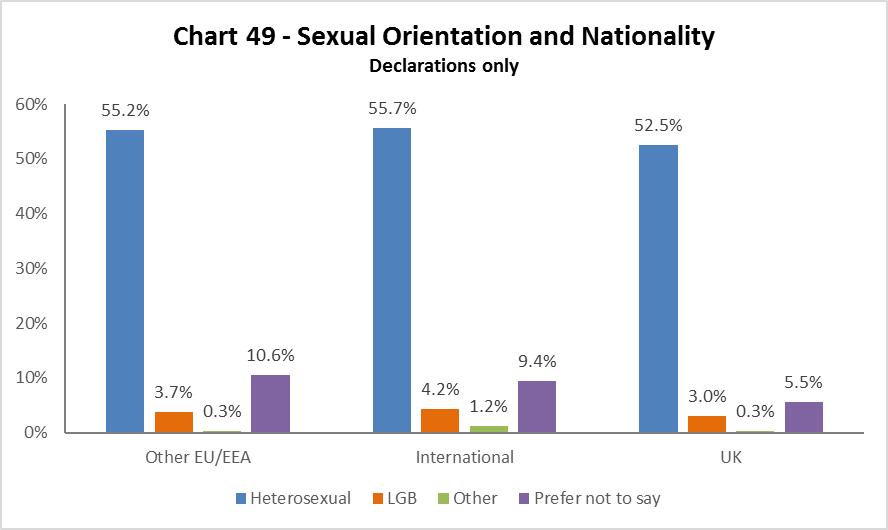 Chart 49 - Sexual Orientation and Nationality
Declarations only
60%
50%
40%
30%
20%
10%
0%
55.2%
3.7%
0.3%
10.6%
55.7%
4.2%
1.2%
9.4%
52.5%
3.0%
0.3%
5.5%
Other EU/EEA
International
UK
Heterosexual
LGB
Other
Prefer not to say